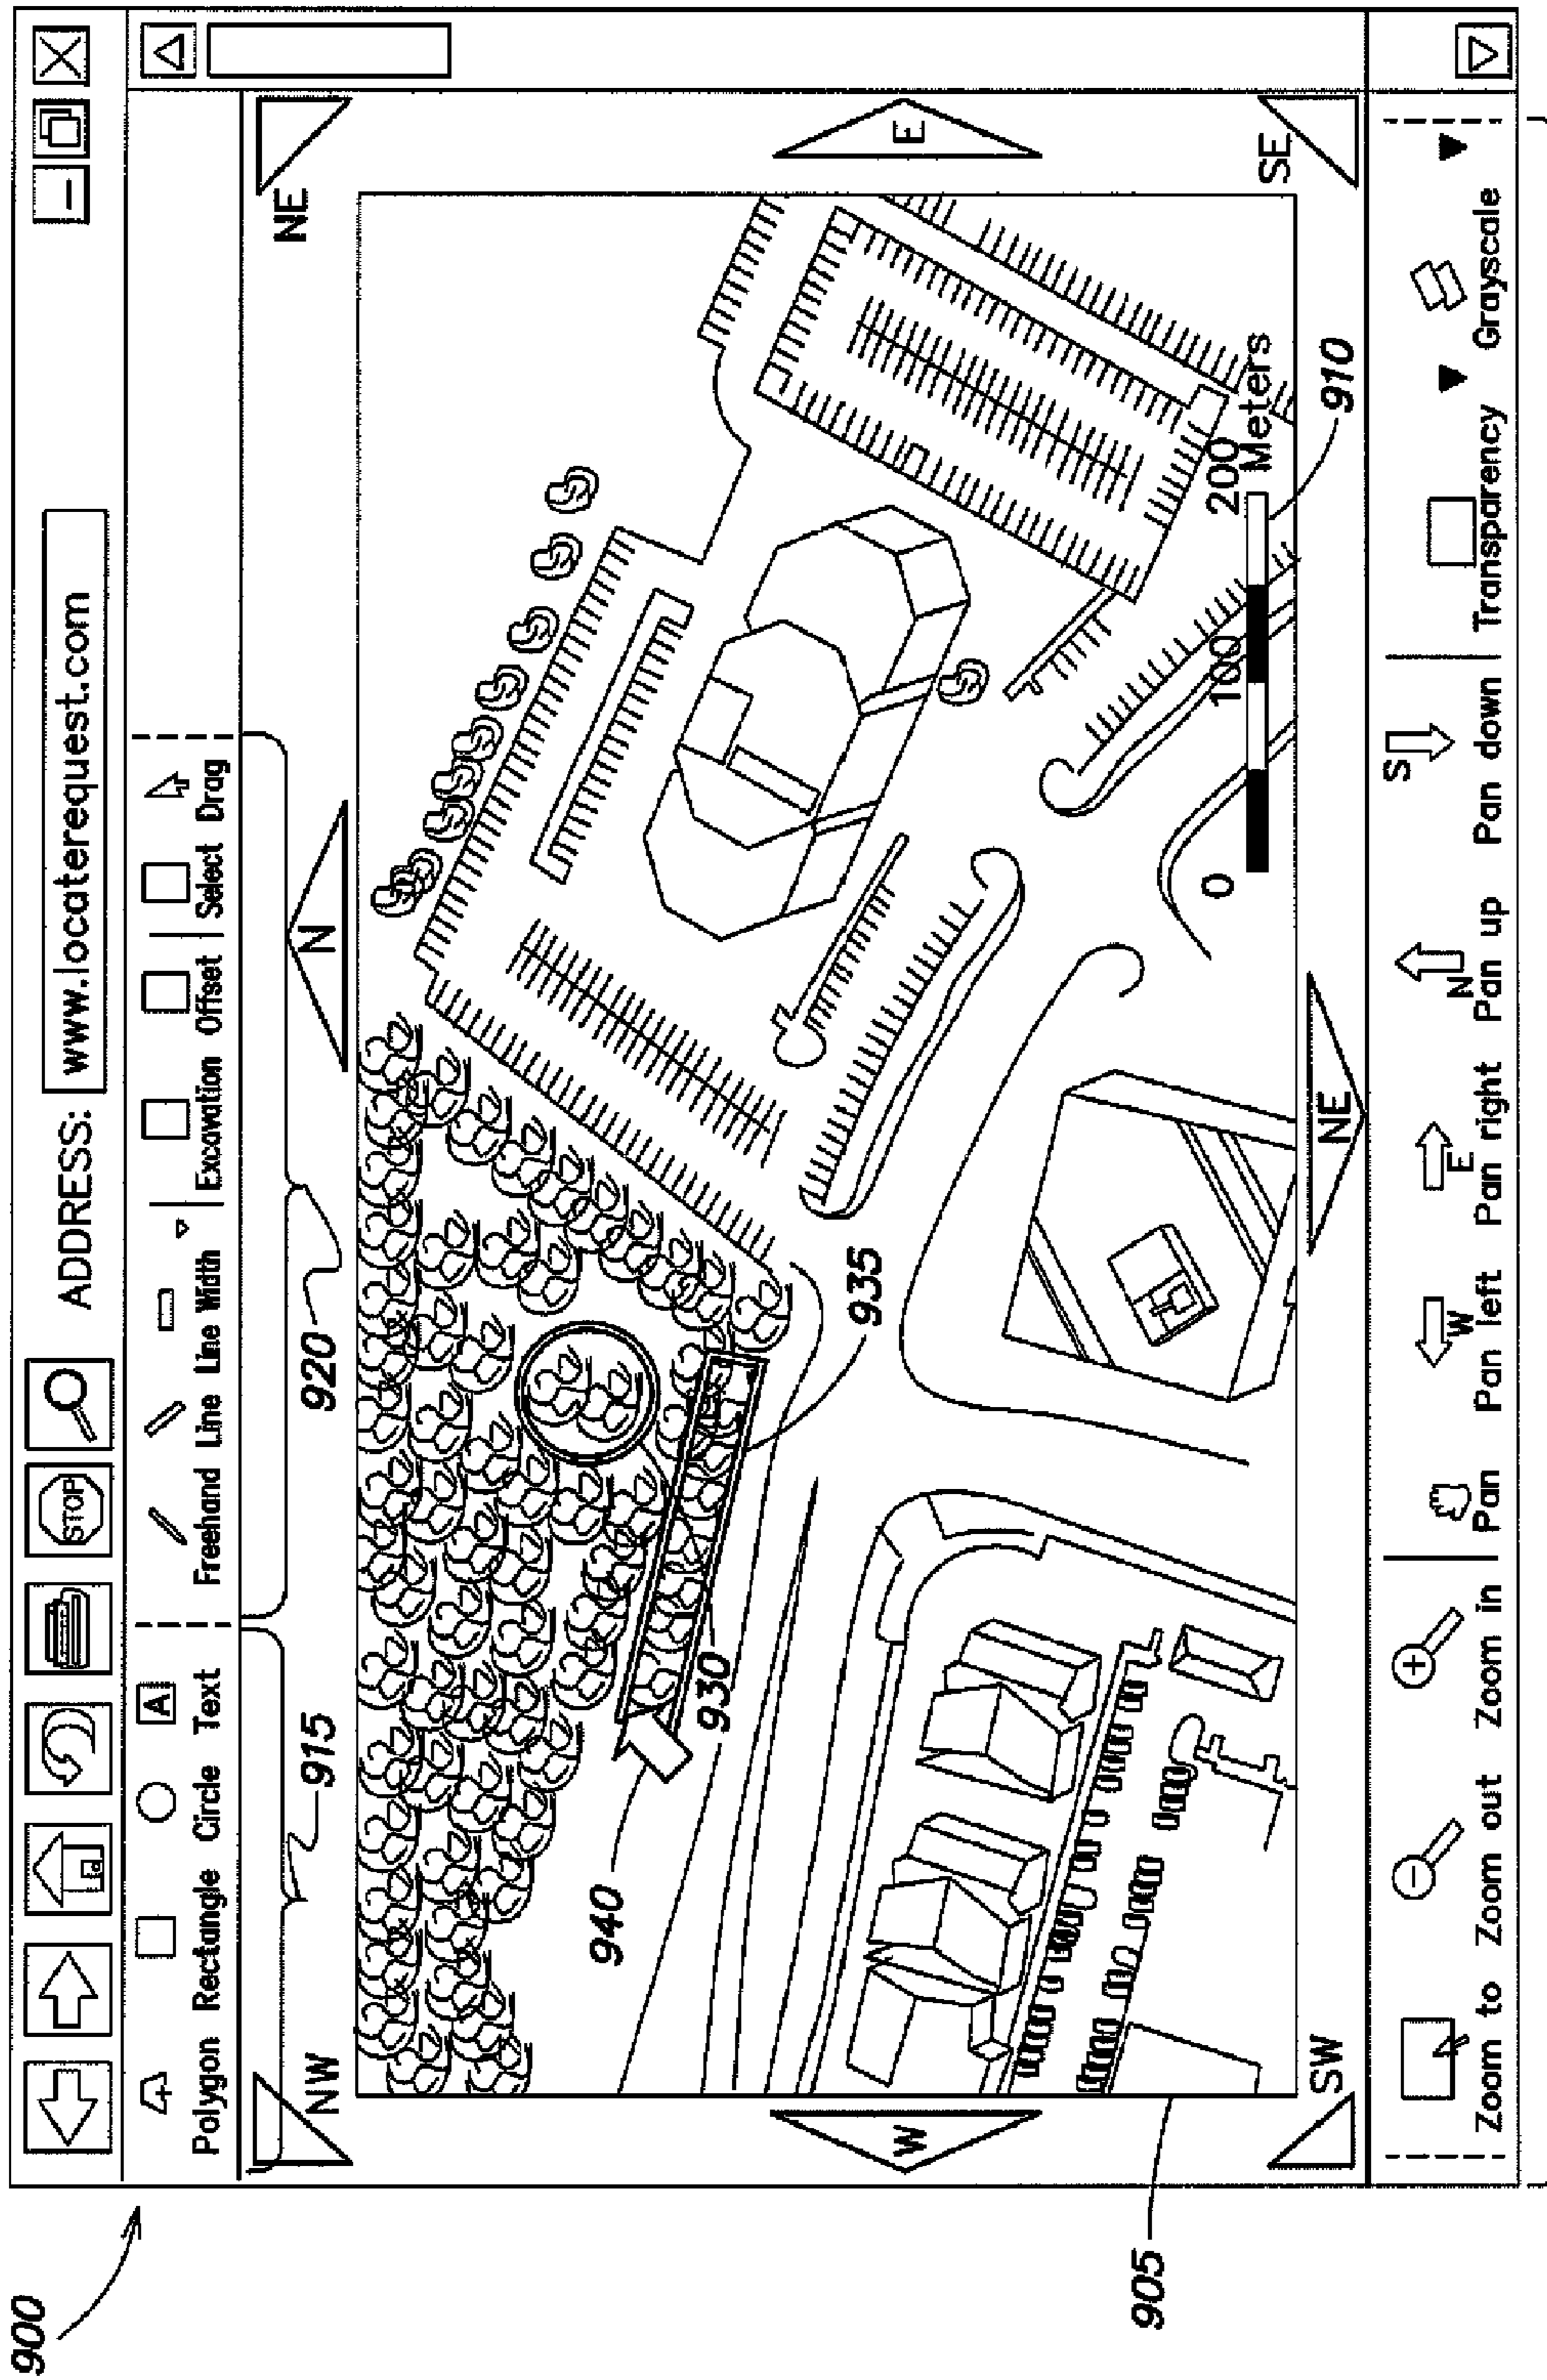 900
STOP
ADDRESS: www.locaterequest.com
A
Polygon Rectangle Circle Text Freehand Line Line Width Excavation Offset Select Drag
915
920
NW
N
NE
W
E
940
930
935
905
0 100 200
Meters
910
SW
NE
SE
W E N S
Zoom to Zoom out Zoom in Pan Pan left Pan right Pan up Pan down Transparency Grayscale